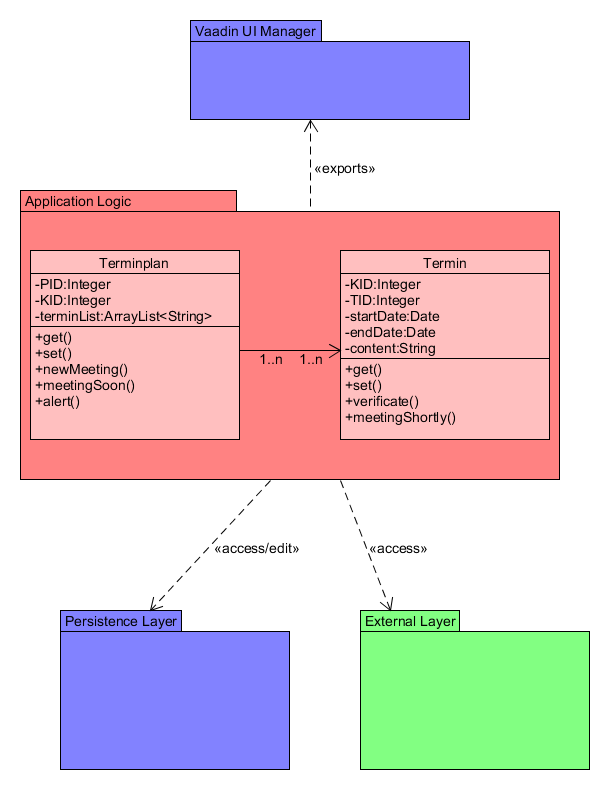 Vaadin UI Manager
«exports»
Application Logic
Terminplan
-PID:Integer
-KID:Integer
-terminList:ArrayList<String>
+get()
+set()
+newMeeting()
+meetingSoon()
+alert()
1..n 1..n
Termin
-KID:Integer
-TID:Integer
-startDate:Date
-endDate:Date
-content:String
+get()
+set()
+verificate()
+meetingShortly()
«access/edit»
«access»
Persistence Layer
External Layer